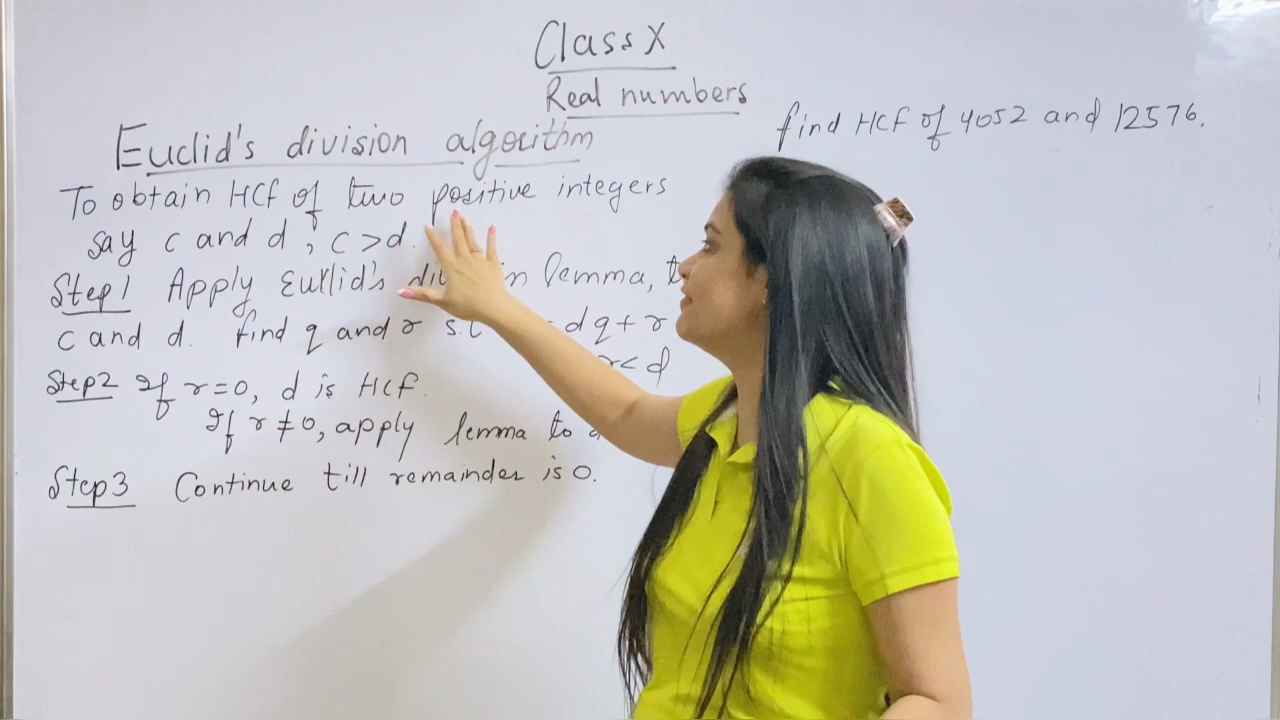 Class X
Real numbers
find HCF of 4052 and 12576.
Euclid's division algorithm
To obtain HCF of two positive integers
say c and d, c>d.
Step1 Apply Euclid's lemma,
c and d. find q and r s.t dq+r
r<d
Step2 If r=0, d is HCF.
If r≠0, apply lemma to
Step3 Continue till remainder is 0.